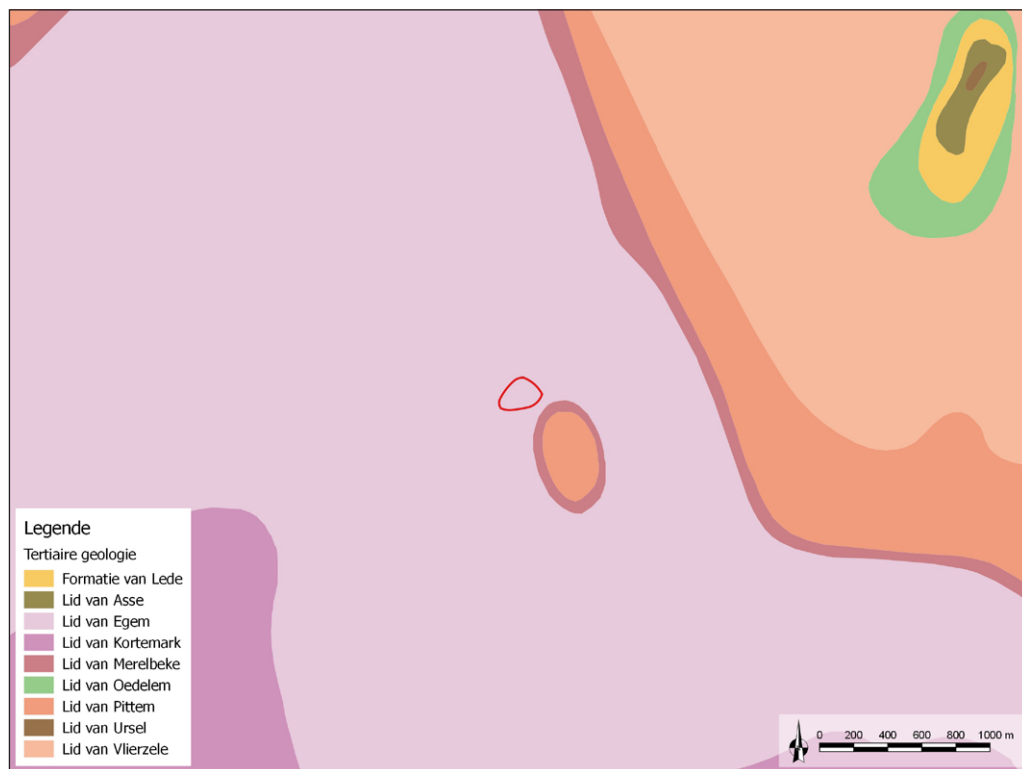 Legende
Tertiaire geologie
Formatie van Lede
Lid van Asse
Lid van Egem
Lid van Kortemark
Lid van Merelbeke
Lid van Oedelem
Lid van Pittem
Lid van Ursel
Lid van Vlierzele
0 200 400 600 800 1000 m